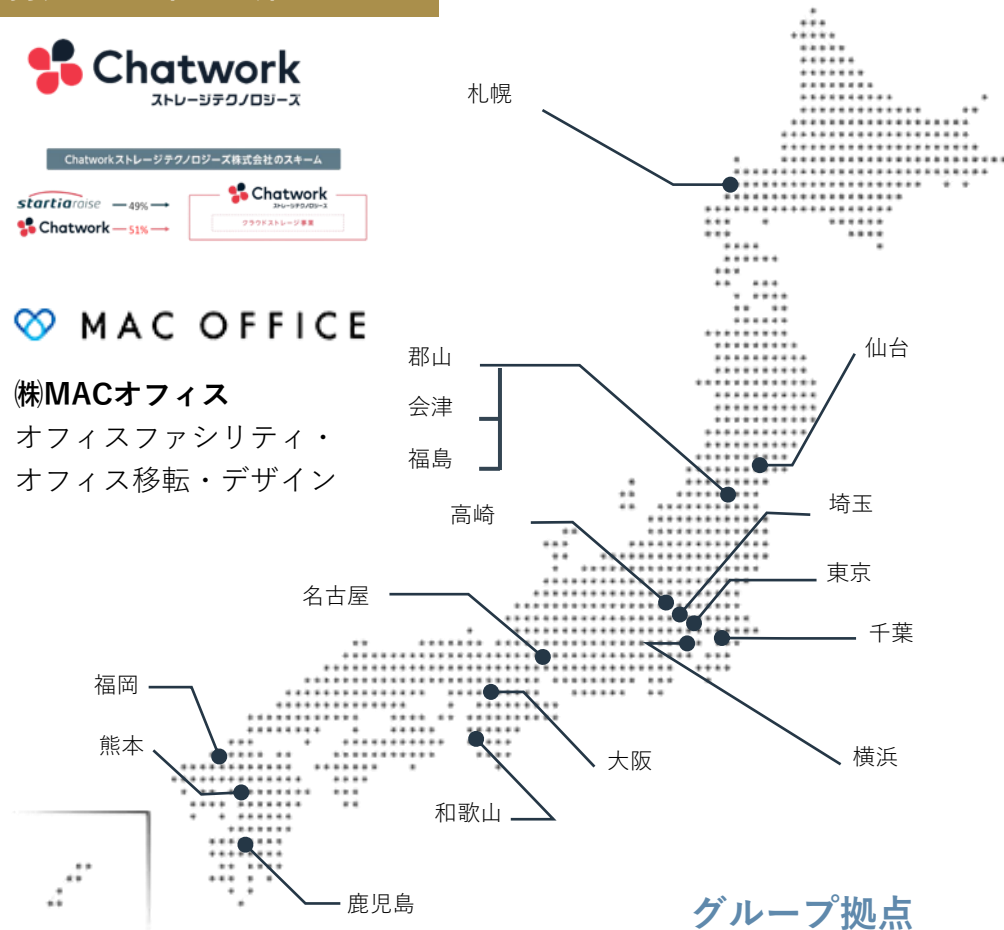 Chatwork
ストレージテクノロジーズ
Chatworkストレージテクノロジーズ株式会社のスキーム
startiaraise 49%
Chatwork 51%
Chatwork
ストレージテクノロジーズ
クラウドストレージ事業
MAC OFFICE
㈱MACオフィス
オフィスファシリティ・
オフィス移転・デザイン
札幌
仙台
郡山
会津
福島
高崎
埼玉
東京
名古屋
千葉
福岡
熊本
大阪
横浜
和歌山
鹿児島
グループ拠点